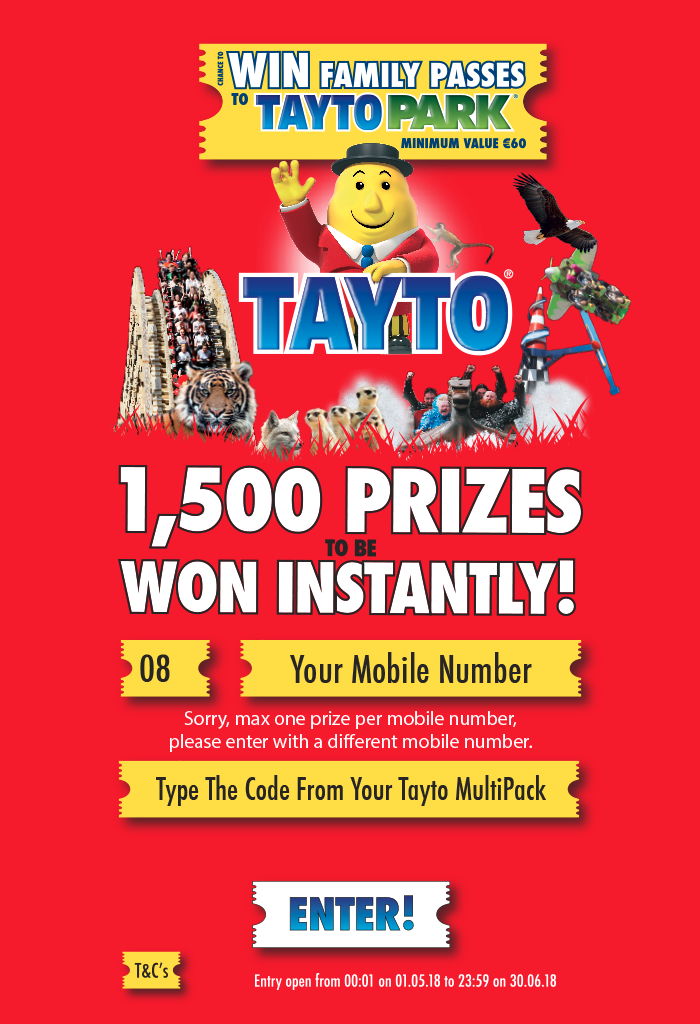 CHANCE TO
WIN FAMILY PASSES
TO TAYTO PARK®
MINIMUM VALUE €60
TAYTO®
1,500 PRIZES
TO BE
WON INSTANTLY!
08 Your Mobile Number
Sorry, max one prize per mobile number,
please enter with a different mobile number.
Type The Code From Your Tayto MultiPack
ENTER!
T&C's
Entry open from 00:01 on 01.05.18 to 23:59 on 30.06.18